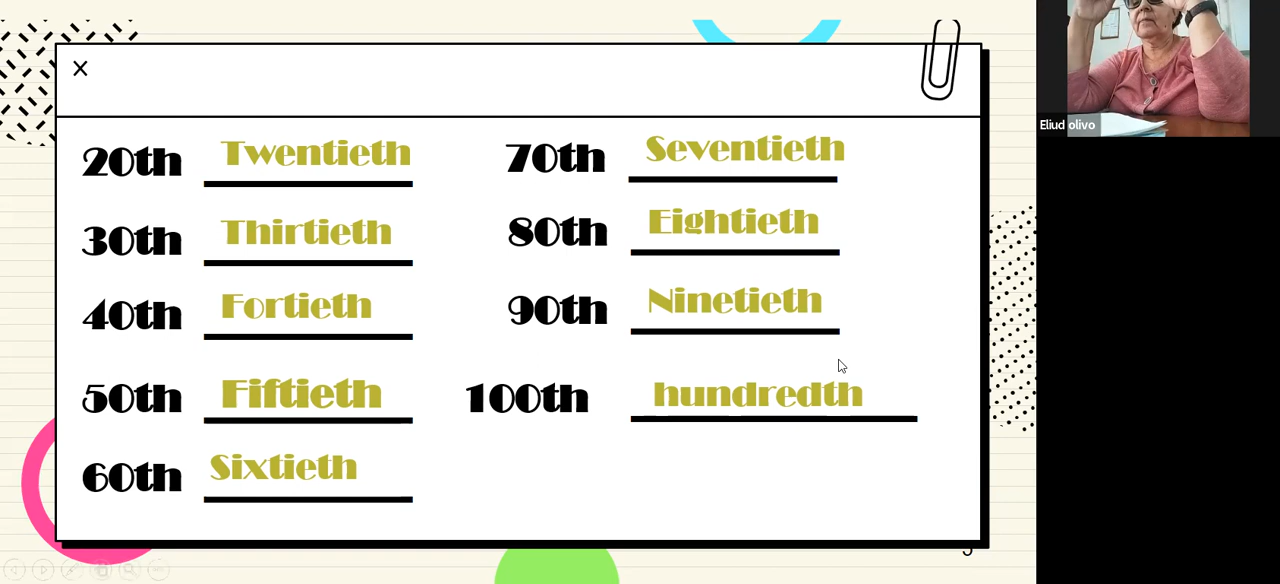 X
20th Twentieth
70th Seventieth
30th Thirtieth
80th Eightieth
40th Fortieth
90th Ninetieth
50th Fiftieth
100th hundredth
60th Sixtieth
Eliud olivo